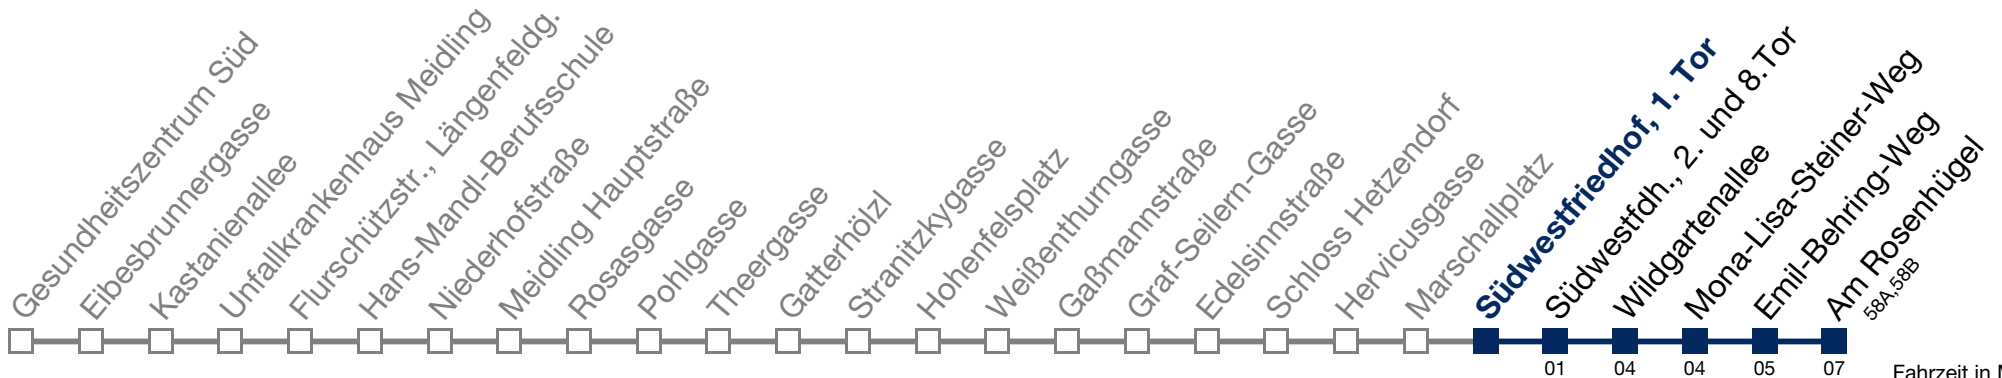 Gesundheitszentrum Süd
Eibesbrunnergasse
Kastanienallee
Unfallkrankenhaus Meidling
Flurschützstr., Längenfeldg.
Hans-Mandl-Berufsschule
Niederhofstraße
Meidling Hauptstraße
Rosasgasse
Pohlgasse
Theergasse
Gatterhölzl
Stranitzkygasse
Hohenfelsplatz
Weißenthurngasse
Gaßmannstraße
Graf-Seilern-Gasse
Edelsinnstraße
Schloss Hetzendorf
Hervicusgasse
Marschallplatz
Südwestfriedhof, 1. Tor
Südwestfdh., 2. und 8.Tor
Wildgartenallee
Mona-Lisa-Steiner-Weg
Emil-Behring-Weg
Am Rosenhügel
58A,58B
01 04 04 05 07
Fahrzeit in